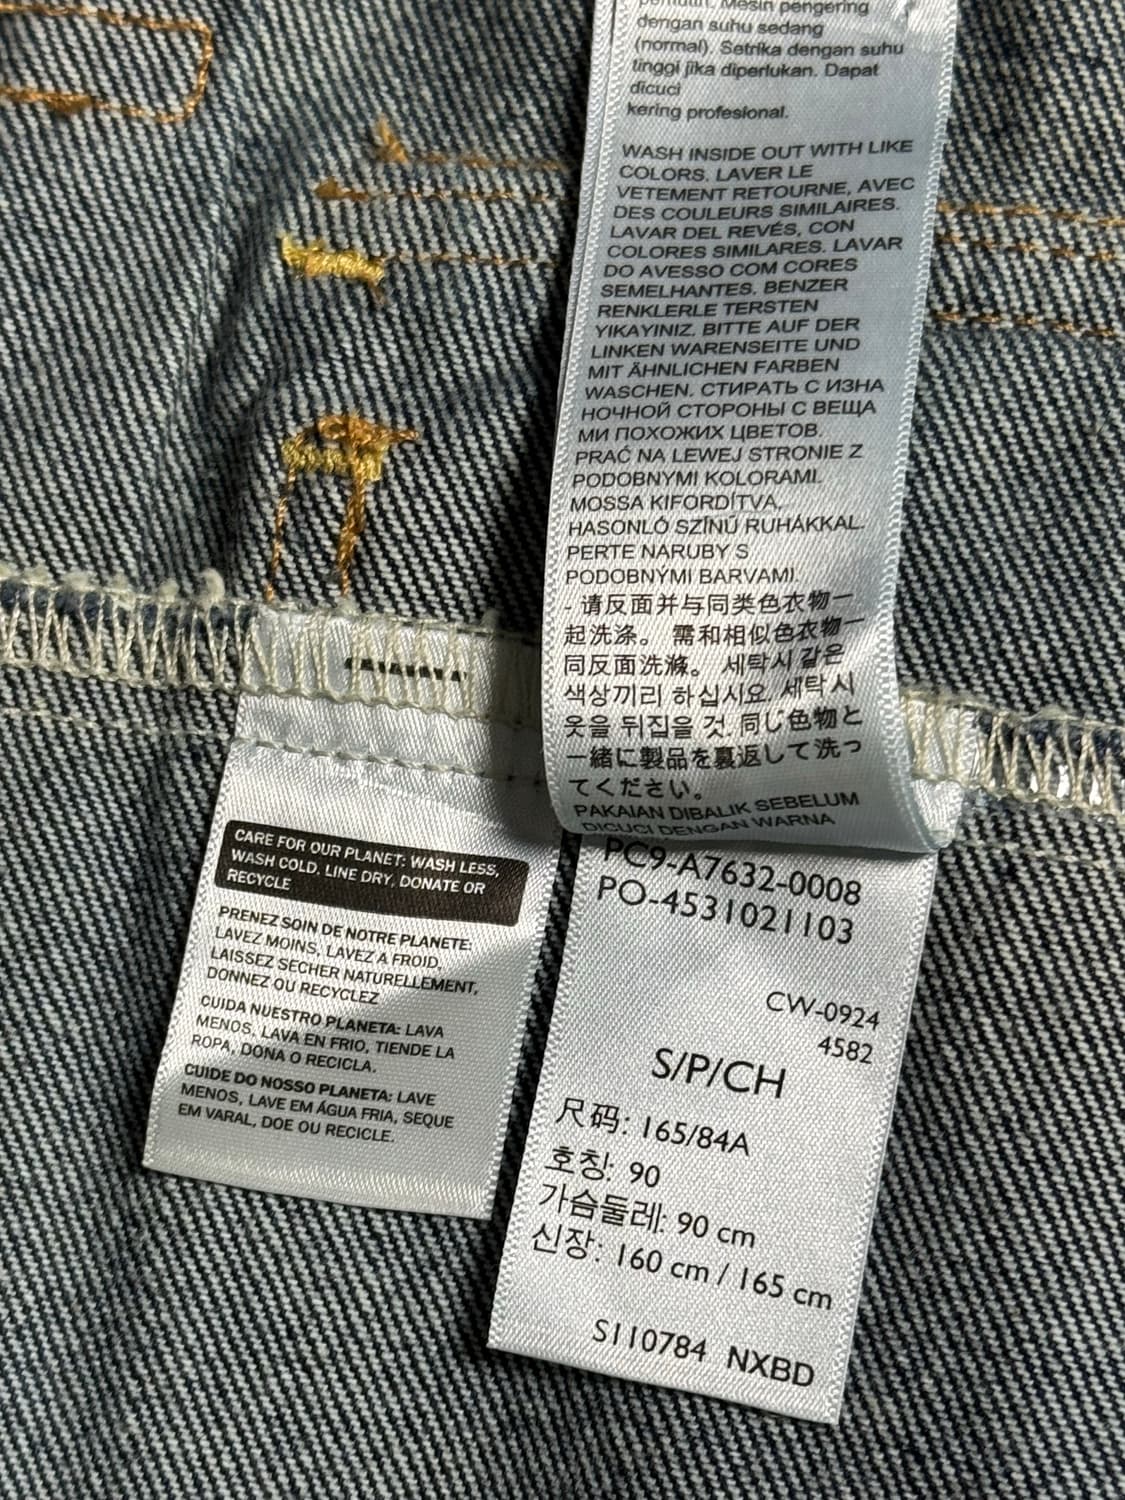 Mesin pengering
dengan suhu sedang
(normal). Setrika dengan suhu
tinggi jika diperlukan. Dapat
dicuci
kering profesional.
WASH INSIDE OUT WITH LIKE
COLORS. LAVER LE
VETEMENT RETOURNE, AVEC
DES COULEURS SIMILAIRES.
LAVAR DEL REVÉS, CON
COLORES SIMILARES. LAVAR
DO AVESSO COM CORES
SEMELHANTES. BENZER
RENKLERLE TERSTEN
YIKAYINIZ. BITTE AUF DER
LINKEN WARENSEITE UND
MIT ÄHNLICHEN FARBEN
WASCHEN. СТИРАТЬ С ИЗНА
НОЧНОЙ СТОРОНЫ С ВЕЩА
МИ ПОХОЖИХ ЦВЕТОВ.
PRAĆ NA LEWEJ STRONIE Z
PODOBNYMI KOLORAMI.
MOSSA KIFORDÍTVA,
HASONLÓ SZÍNŰ RUHÁKKAL.
PERTE NARUBY S
PODOBNÝMI BARVAMI.
- 请反面并与同类色衣物一
起洗涤。 需和相似色衣物一
同反面洗滌。 세탁시 같은
색상끼리 하십시요. 세탁시
옷을 뒤집을 것. 同じ色物と
一緒に製品を裏返して洗っ
てください。
PAKAIAN DIBALIK SEBELUM
DICUCI DENGAN WARNA
CARE FOR OUR PLANET: WASH LESS,
WASH COLD, LINE DRY, DONATE OR
RECYCLE
PRENEZ SOIN DE NOTRE PLANETE:
LAVEZ MOINS, LAVEZ A FROID,
LAISSEZ SECHER NATURELLEMENT,
DONNEZ OU RECYCLEZ
CUIDA NUESTRO PLANETA: LAVA
MENOS, LAVA EN FRIO, TIENDE LA
ROPA, DONA O RECICLA.
CUIDE DO NOSSO PLANETA: LAVE
MENOS, LAVE EM ÁGUA FRIA, SEQUE
EM VARAL, DOE OU RECICLE.
PC9-A7632-0008
PO-4531021103
CW-0924
4582
S/P/CH
尺码: 165/84A
호칭: 90
가슴둘레: 90 cm
신장: 160 cm / 165 cm
S110784 NXBD